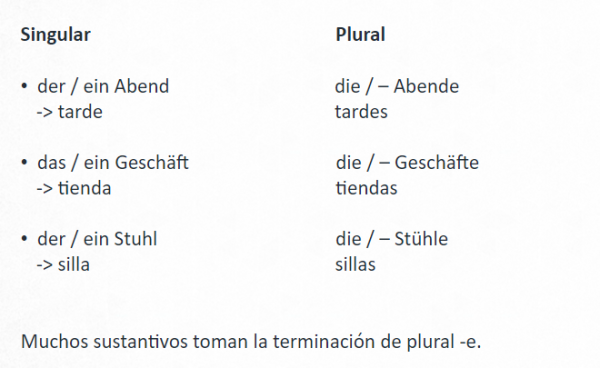 Singular Plural
• der / ein Abend die / – Abende
-> tarde tardes
• das / ein Geschäft die / – Geschäfte
-> tienda tiendas
• der / ein Stuhl die / – Stühle
-> silla sillas
Muchos sustantivos toman la terminación de plural -e.